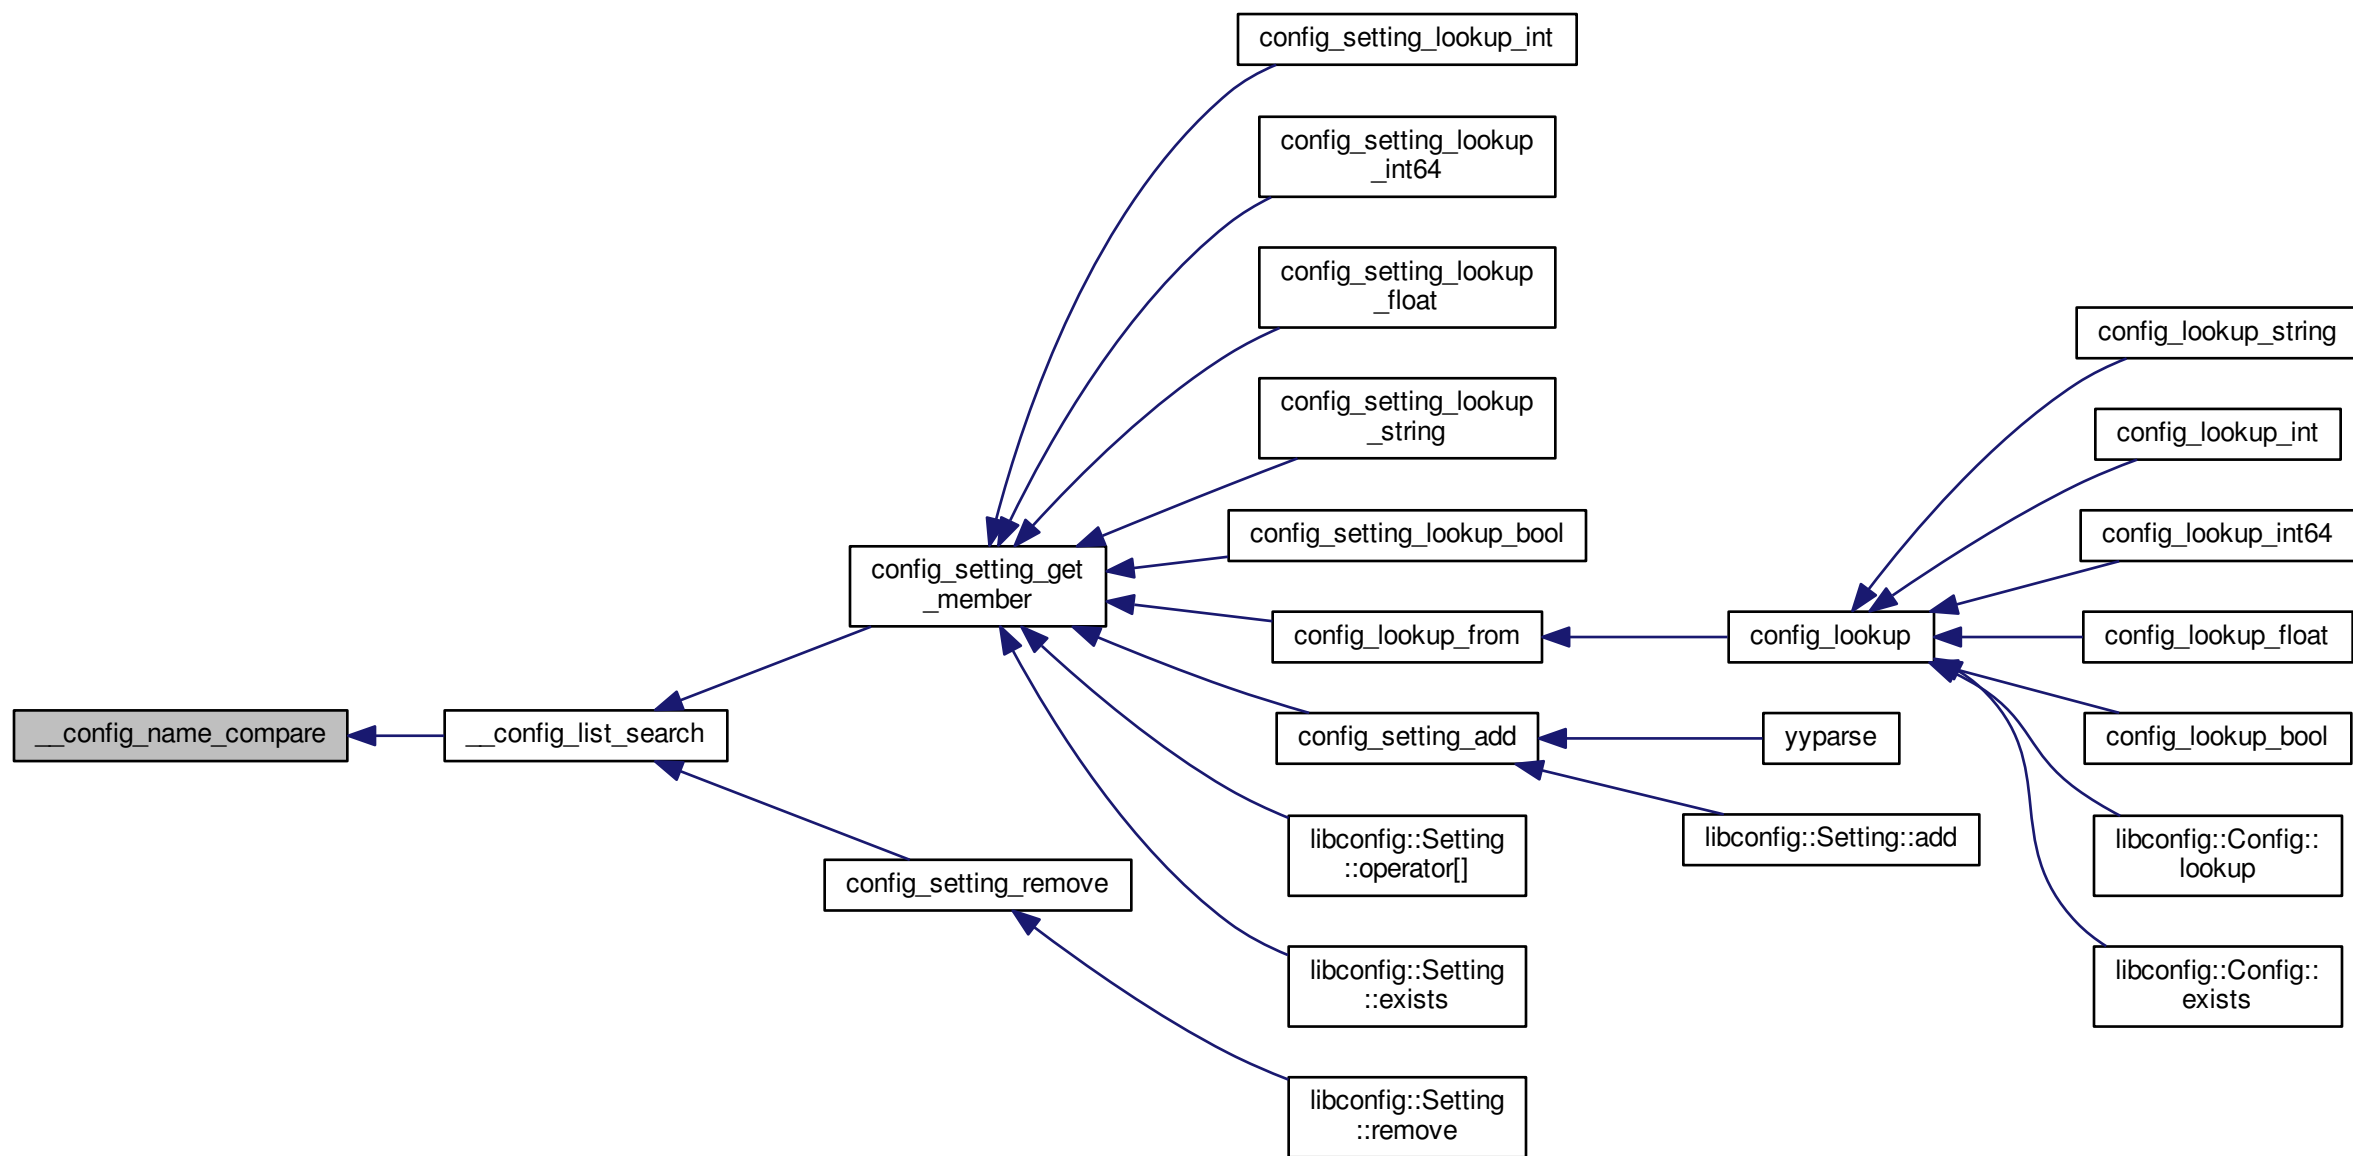 config_setting_lookup_int
config_setting_lookup
_int64
config_setting_lookup
_float
config_setting_lookup
_string
config_setting_lookup_bool
config_setting_get
_member
config_lookup_from
config_lookup
config_lookup_string
config_lookup_int
config_lookup_int64
config_lookup_float
config_lookup_bool
__config_name_compare
__config_list_search
config_setting_add
yyparse
libconfig::Setting::add
libconfig::Config::
lookup
libconfig::Setting
::operator[]
config_setting_remove
libconfig::Setting
::exists
libconfig::Config::
exists
libconfig::Setting
::remove